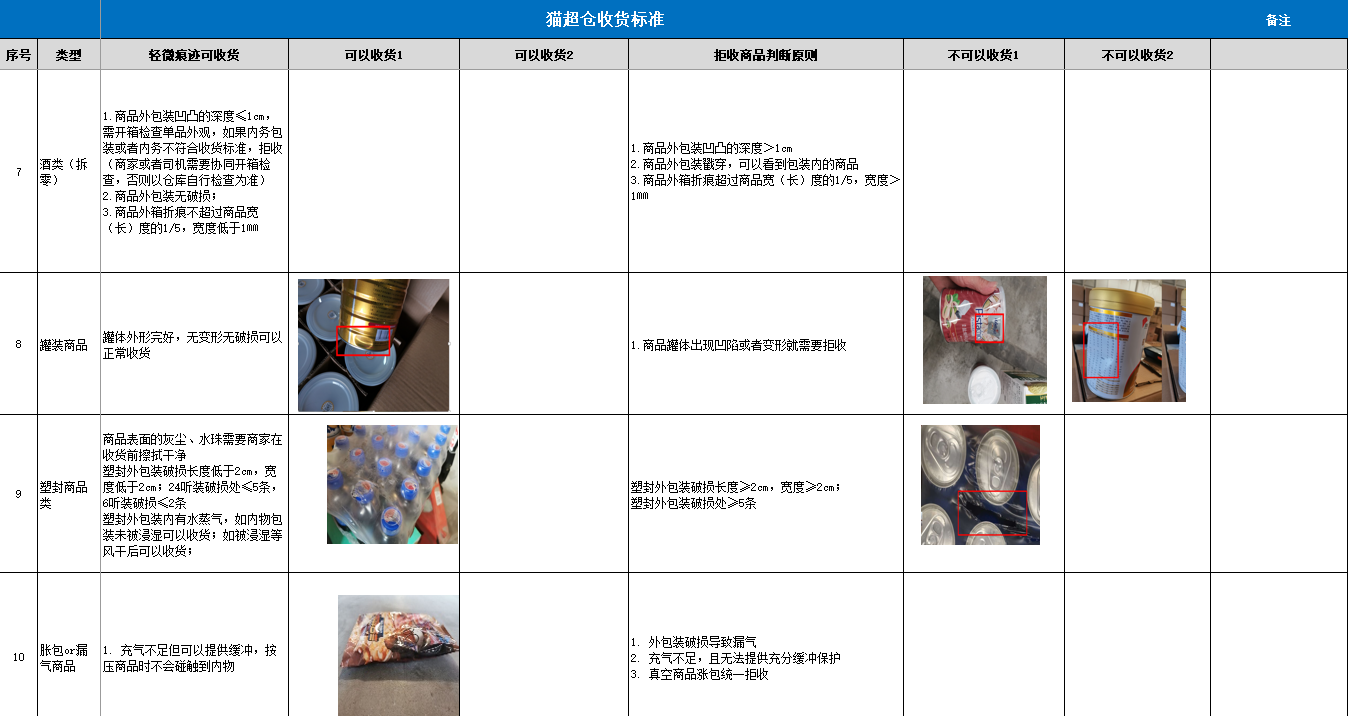 猫超仓收货标准
备注
序号
类型
轻微痕迹可收货
可以收货1
可以收货2
拒收商品判断原则
不可以收货1
不可以收货2
7
酒类（拆
零）
1.商品外包装凹凸的深度≤1cm，
需开箱检查单品外观，如果内务包
装或者内务不符合收货标准，拒收
（商家或者司机需要协同开箱检
查，否则以仓库自行检查为准）
2.商品外包装无破损；
3.商品外箱折痕不超过商品宽
（长）度的1/5，宽度低于1mm
1.商品外包装凹凸的深度＞1cm
2.商品外包装戳穿，可以看到包装内的商品
3.商品外箱折痕超过商品宽（长）度的1/5，宽度＞
1mm
8
罐装商品
罐体外形完好，无变形无破损可以
正常收货
1.商品罐体出现凹陷或者变形就需要拒收
9
塑封商品
类
商品表面的灰尘、水珠需要商家在
收货前擦拭干净
塑封外包装破损长度低于2cm，宽
度低于2cm；24听装破损处≤5条，
6听装破损≤2条
塑封外包装内有水蒸气，如内物包
装未被浸湿可以收货；如被浸湿等
风干后可以收货；
塑封外包装破损长度≥2cm，宽度≥2cm；
塑封外包装破损处≥5条
10
胀包or漏
气商品
1. 充气不足但可以提供缓冲，按
压商品时不会碰触到内物
1. 外包装破损导致漏气
2. 充气不足，且无法提供充分缓冲保护
3. 真空商品涨包统一拒收